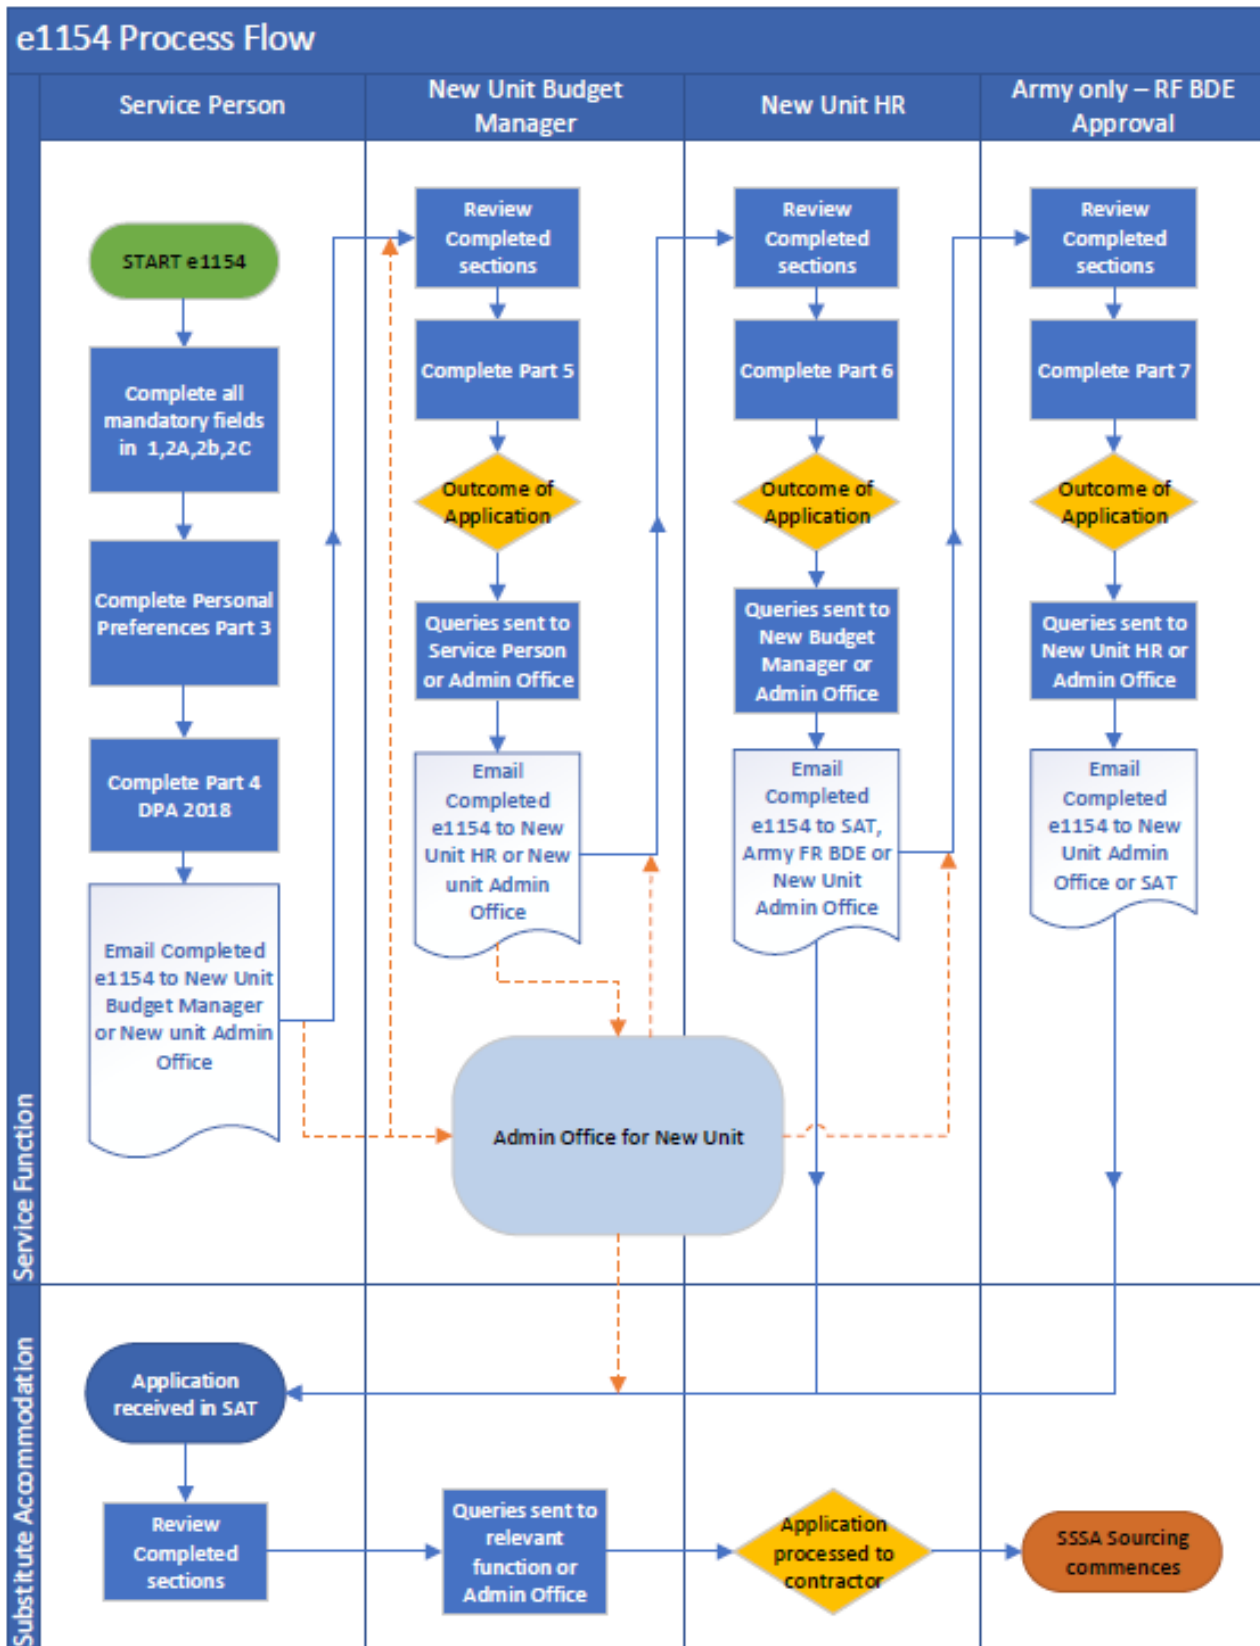 e1154 Process Flow
Service Person
New Unit Budget
Manager
New Unit HR
Army only – RF BDE
Approval
Service Function
START e1154
Complete all
mandatory fields
in 1,2A,2b,2C
Complete Personal
Preferences Part 3
Complete Part 4
DPA 2018
Email Completed
e1154 to New Unit
Budget Manager
or New unit Admin
Office
Review
Completed
sections
Complete Part 5
Outcome of
Application
Queries sent to
Service Person
or Admin Office
Email
Completed
e1154 to New
Unit HR or New
unit Admin
Office
Review
Completed
sections
Complete Part 6
Outcome of
Application
Queries sent to
New Budget
Manager or
Admin Office
Email
Completed
e1154 to SAT,
Army FR BDE or
New Unit
Admin Office
Review
Completed
sections
Complete Part 7
Outcome of
Application
Queries sent to
New Unit HR or
Admin Office
Email
Completed
e1154 to New
Unit Admin
Office or SAT
Admin Office for New Unit
Substitute Accommodation
Application
received in SAT
Review
Completed
sections
Queries sent to
relevant
function or
Admin Office
Application
processed to
contractor
SSSA Sourcing
commences